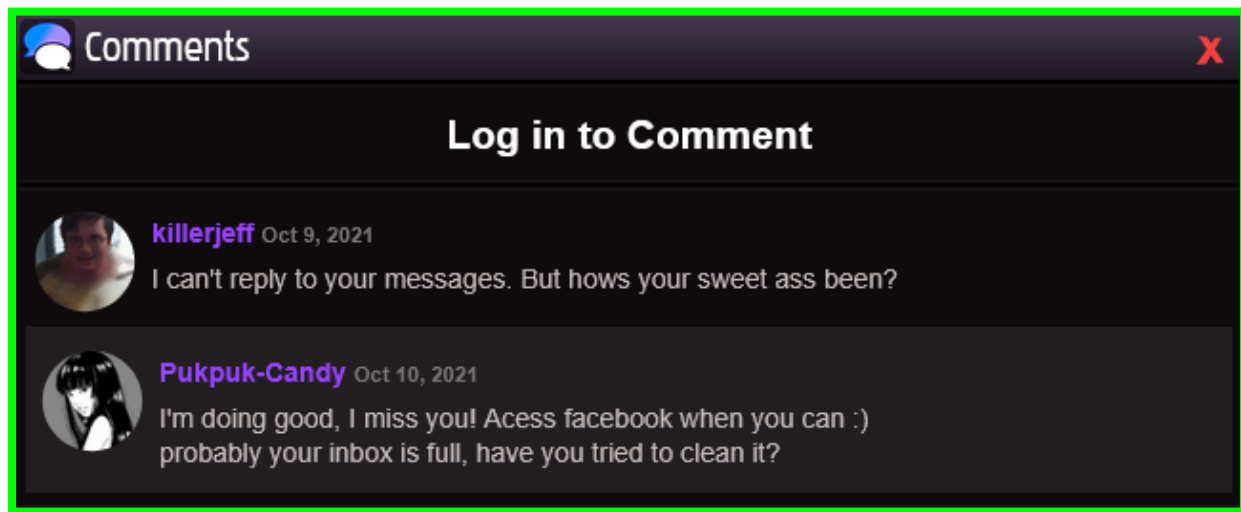 Comments
X
Log in to Comment
killerjeff Oct 9, 2021
I can't reply to your messages. But hows your sweet ass been?
Pukpuk-Candy Oct 10, 2021
I'm doing good, I miss you! Acess facebook when you can :)
probably your inbox is full, have you tried to clean it?